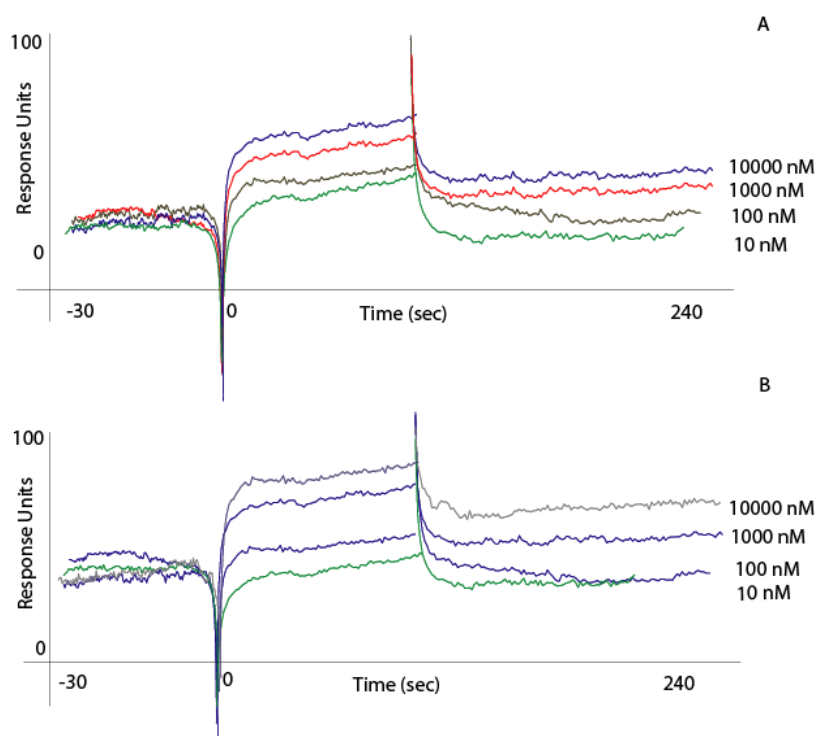 A
100
Response Units
0
10000 nM
1000 nM
100 nM
10 nM
-30
0
Time (sec)
240
B
100
Response Units
0
10000 nM
1000 nM
100 nM
10 nM
-30
0
Time (sec)
240